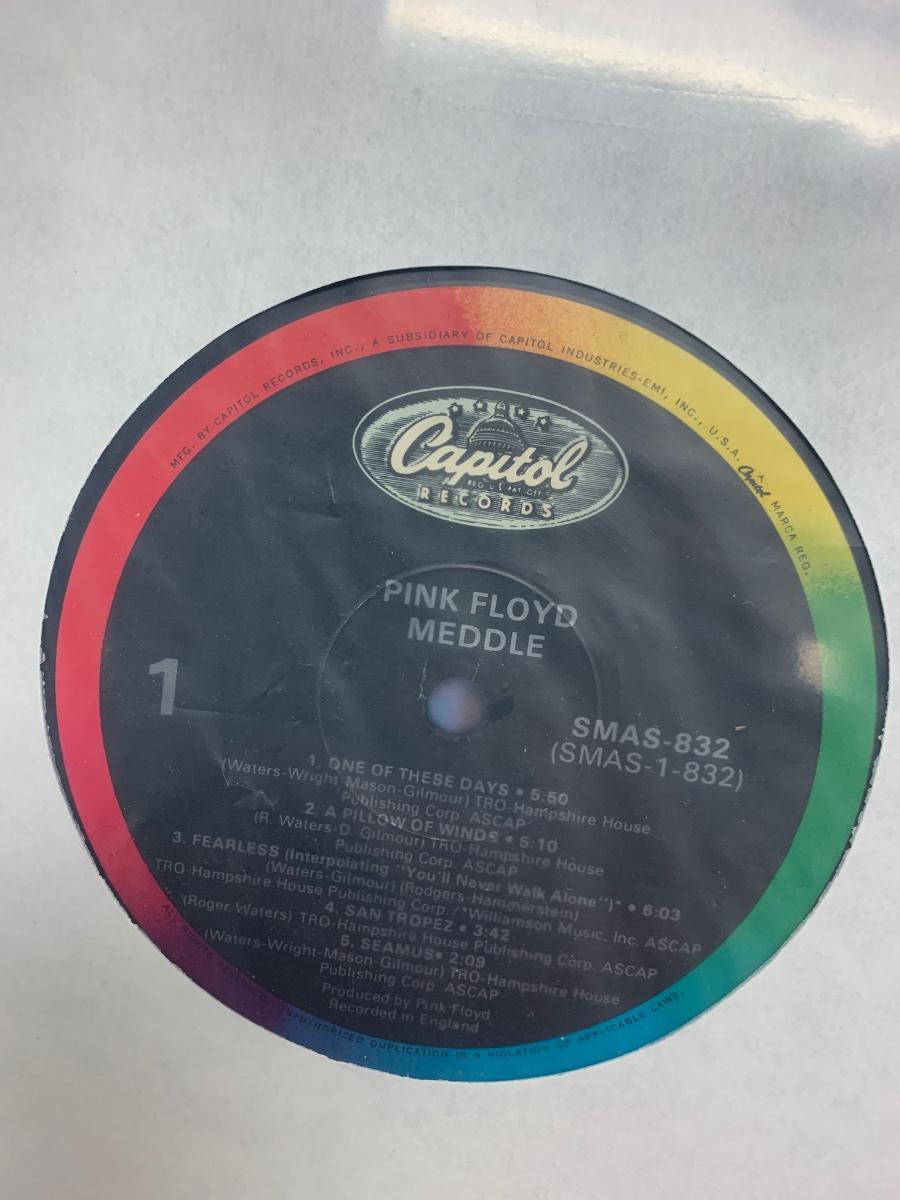 MFG. BY CAPITOL RECORDS, INC., A SUBSIDIARY OF CAPITOL INDUSTRIES-EMI, INC., U.S.A. Capitol MARCA REG.
Capitol
REG. U.S. PAT. OFF.
RECORDS
PINK FLOYD
MEDDLE
1
SMAS-832
(SMAS-1-832)
1. ONE OF THESE DAYS • 5:50
(Waters-Wright Mason-Gilmour) TRO-Hampshire House
Publishing Corp. ASCAP
2. A PILLOW OF WINDS • 5:10
(R. Waters-D. Gilmour) TRO-Hampshire House
Publishing Corp. ASCAP
3. FEARLESS (Interpolating "You'll Never Walk Alone")* • 6:03
(Waters-Gilmour) (Rodgers-Hammerstein)
TRO-Hampshire House Publishing Corp./*Williamson Music, Inc. ASCAP
4. SAN TROPEZ • 3:42
(Roger Waters) TRO-Hampshire House Publishing Corp. ASCAP
5. SEAMUS• 2:09
(Waters-Wright-Mason-Gilmour) TRO-Hampshire House
Publishing Corp. ASCAP
Produced by Pink Floyd
Recorded in England
ALL RIGHTS RESERVED. UNAUTHORIZED DUPLICATION IS A VIOLATION OF APPLICABLE LAWS.